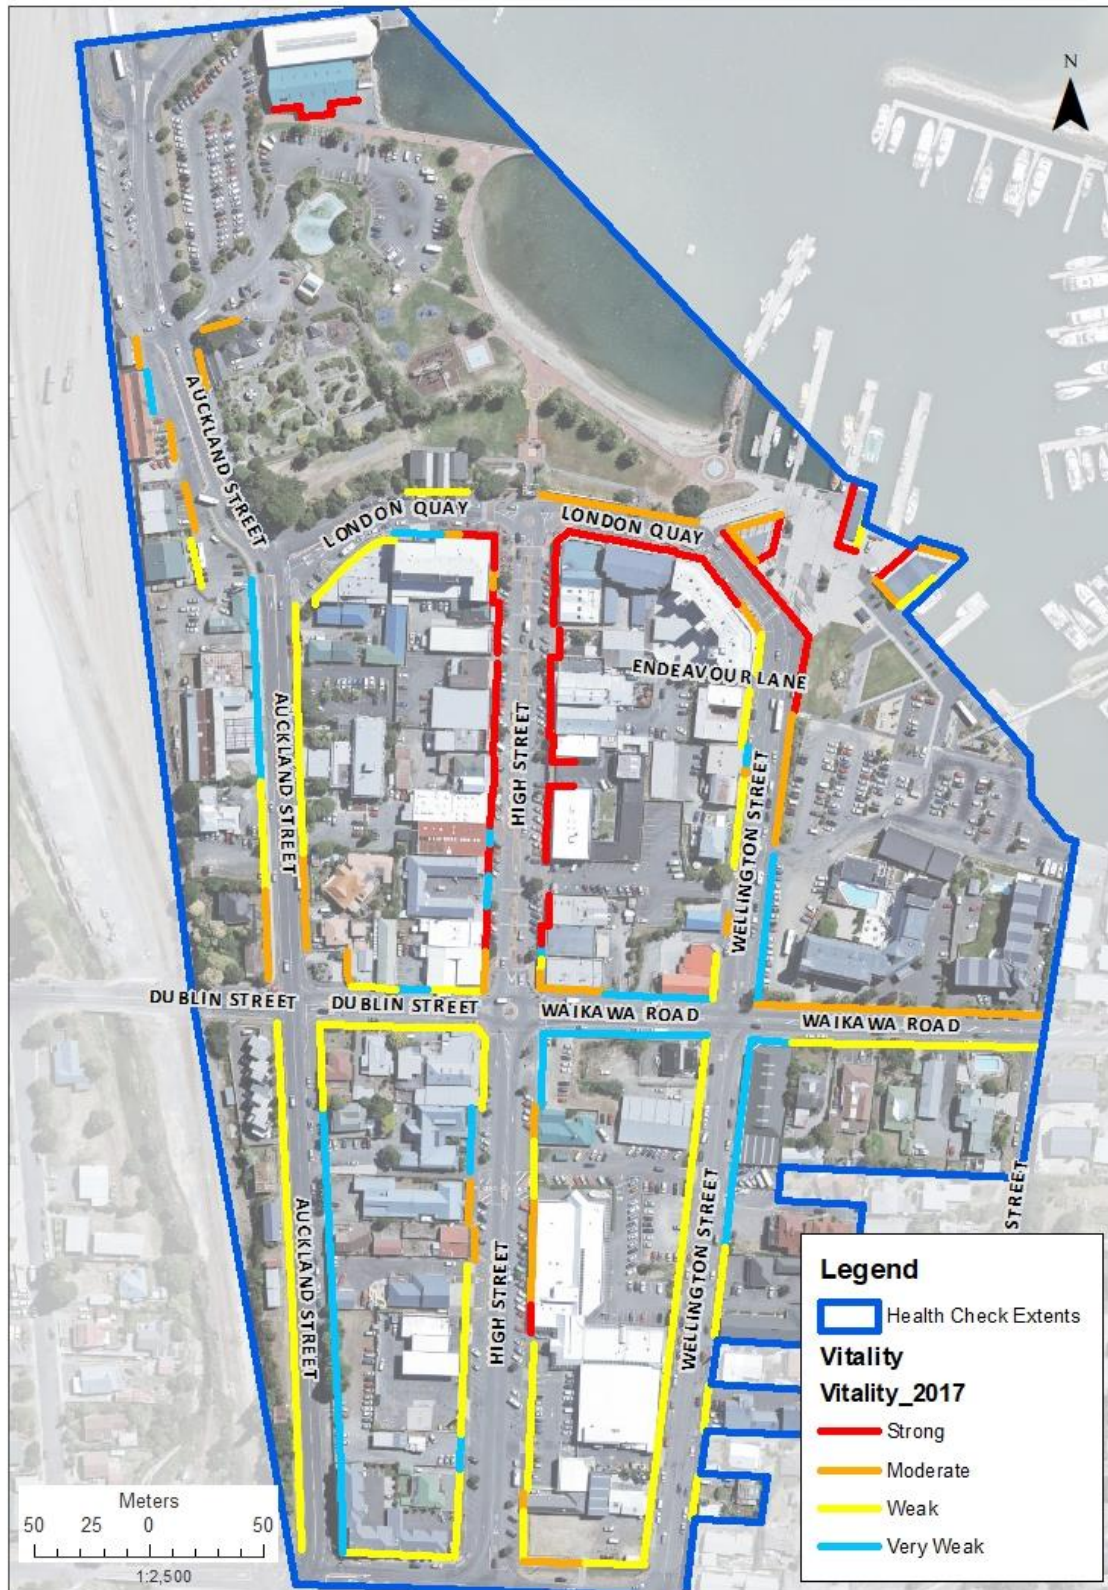 N
AUCKLAND STREET
LONDON QUAY
LONDON QUAY
ENDEAVOUR LANE
AUCKLAND STREET
HIGH STREET
WELLINGTON STREET
DUBLIN STREET
DUBLIN STREET
WAIKAWA ROAD
WAIKAWA ROAD
STREET
AUCKLAND STREET
HIGH STREET
WELLINGTON STREET
Legend
Health Check Extents
Vitality
Vitality_2017
Strong
Moderate
Weak
Very Weak
Meters
50 25 0 50
1:2,500